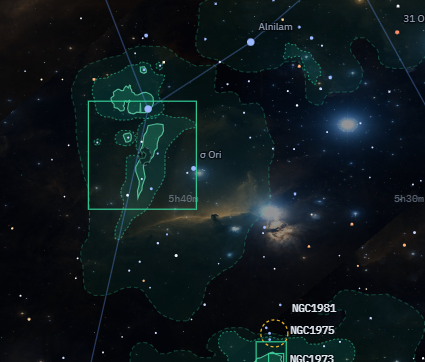 Alnilam
31 O
σ Ori
5h40m
5h30m
NGC1981
NGC1975
NGC1973